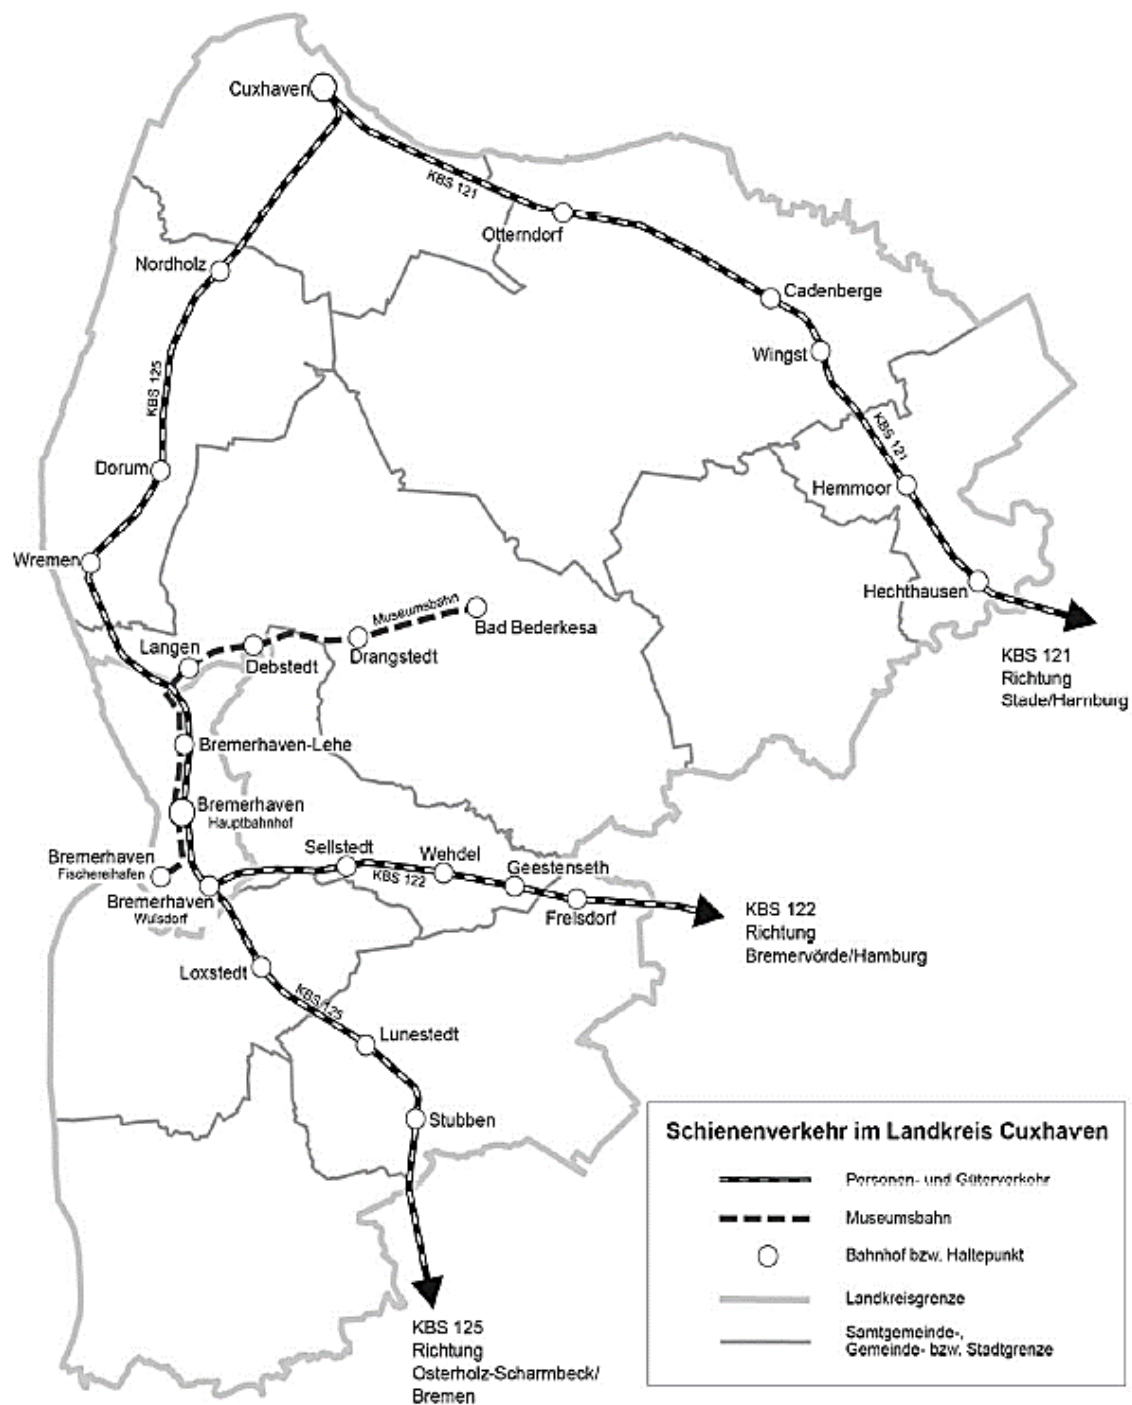 Cuxhaven
KBS 121
Otterndorf
Nordholz
Cadenberge
Wingst
KBS 125
KBS 121
Dorum
Hemmoor
Wremen
Hechthausen
Museumsbahn
Bad Bederkesa
Langen
Debstedt
Drangstedt
KBS 121
Richtung
Stade/Hamburg
Bremerhaven-Lehe
Bremerhaven
Hauptbahnhof
Sellstedt
Wehdel
Bremerhaven
Fischereihafen
KBS 122
Geestenseth
Bremerhaven
Wulsdorf
Frelsdorf
KBS 122
Richtung
Bremervörde/Hamburg
Loxstedt
KBS 125
Lunestedt
Stubben
KBS 125
Richtung
Osterholz-Scharmbeck/
Bremen
Schienenverkehr im Landkreis Cuxhaven
Personen- und Güterverkehr
Museumsbahn
Bahnhof bzw. Haltepunkt
Landkreisgrenze
Samtgemeinde-,
Gemeinde- bzw. Stadtgrenze